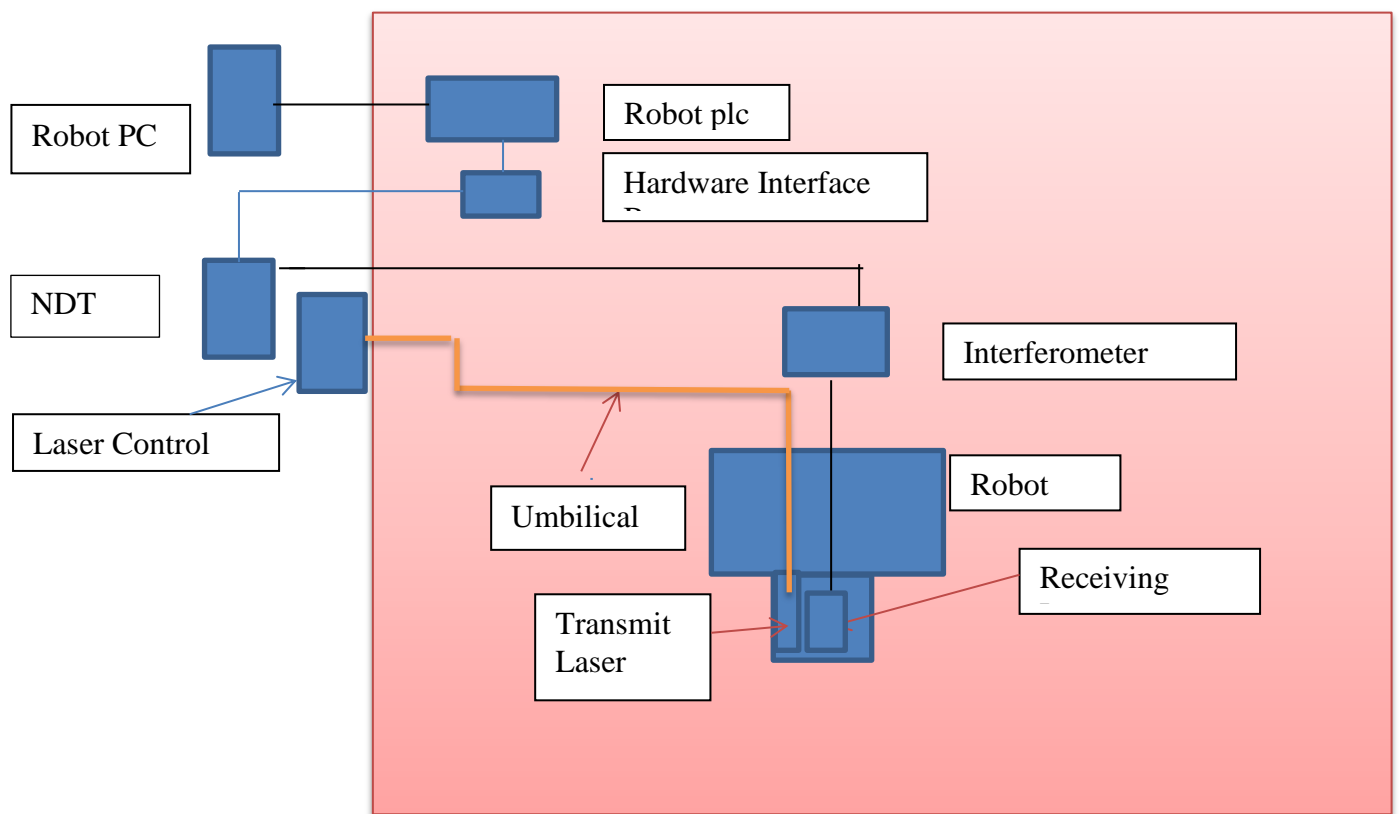 Robot PC
Robot plc
Hardware Interface
NDT
Interferometer
Laser Control
Robot
Umbilical
Receiving
Transmit
Laser